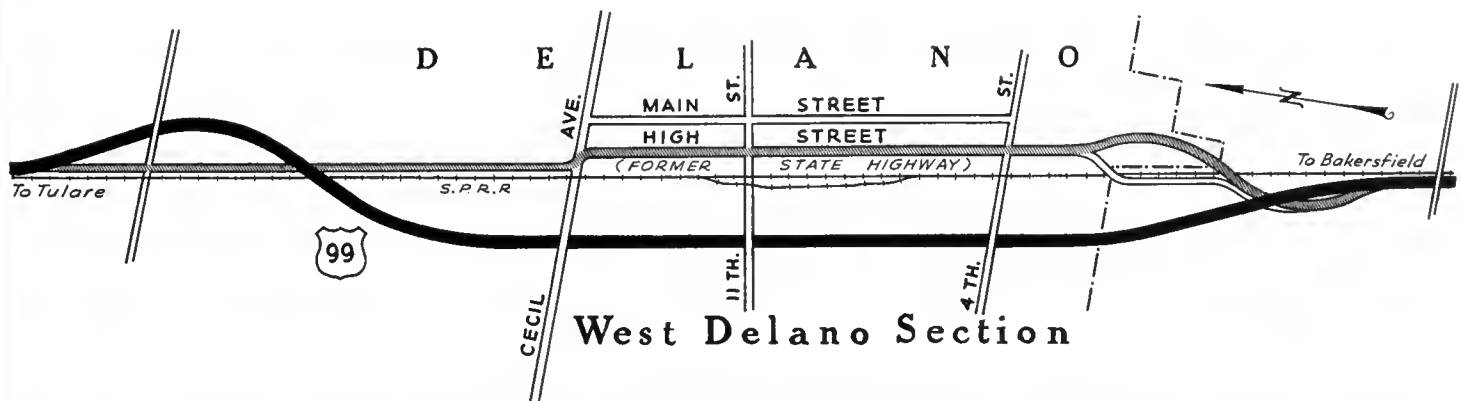 D E L A N O
AVE.
ST.
ST.
N
MAIN STREET
HIGH STREET
(FORMER STATE HIGHWAY)
To Bakersfield
To Tulare
S.P.R.R
99
CECIL
11 TH.
4 TH.
West Delano Section